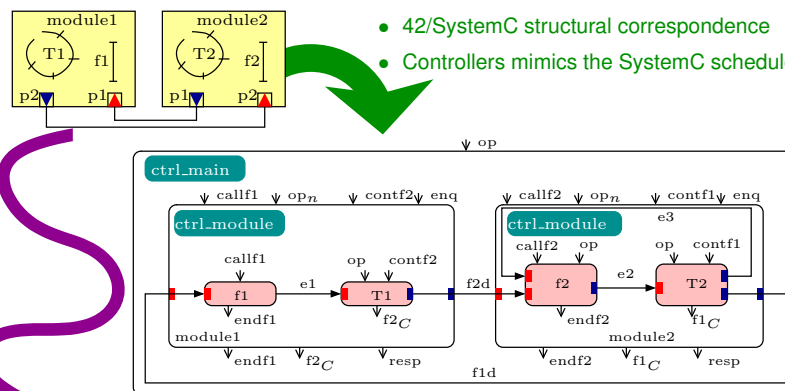 module1
module2
T1
f1
T2
f2
p2
p1
p1
p2
• 42/SystemC structural correspondence
• Controllers mimics the SystemC schedul
op
ctrl_main
callf1
opn
contf2
enq
callf2
opn
contf1
enq
ctrl_module
ctrl_module
e3
callf1
op
contf2
callf2
op
op
contf1
f1
e1
T1
f2d
f2
e2
T2
endf1
f2C
endf2
f1C
module1
module2
endf1
f2C
resp
endf2
f1C
resp
f1d